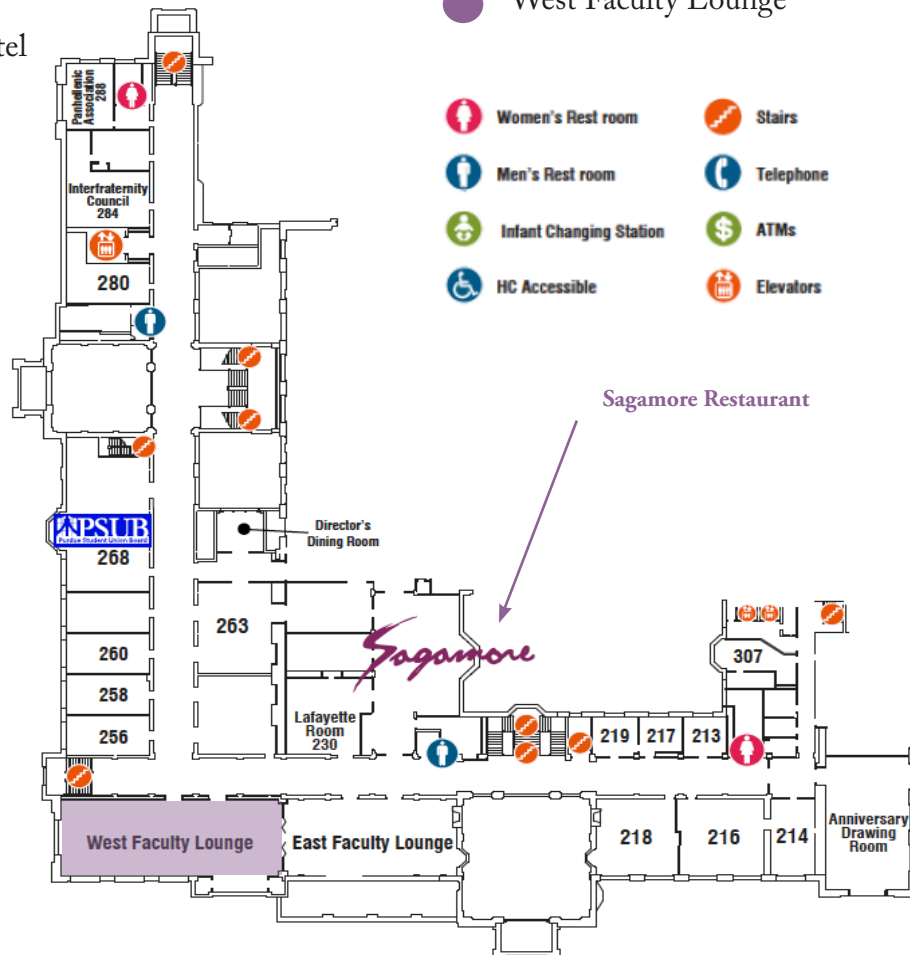 West Faculty Lounge
tel
Women's Rest room
Stairs
Men's Rest room
Telephone
Infant Changing Station
$
ATMs
HC Accessible
Elevators
Panhellenic
Association
288
Interfraternity
Council
284
280
Sagamore Restaurant
PSUB
Purdue Student Union Board
268
Director's
Dining Room
263
Sagamore
260
258
256
Lafayette
Room
230
307
219
217
213
West Faculty Lounge
East Faculty Lounge
218
216
214
Anniversary
Drawing
Room